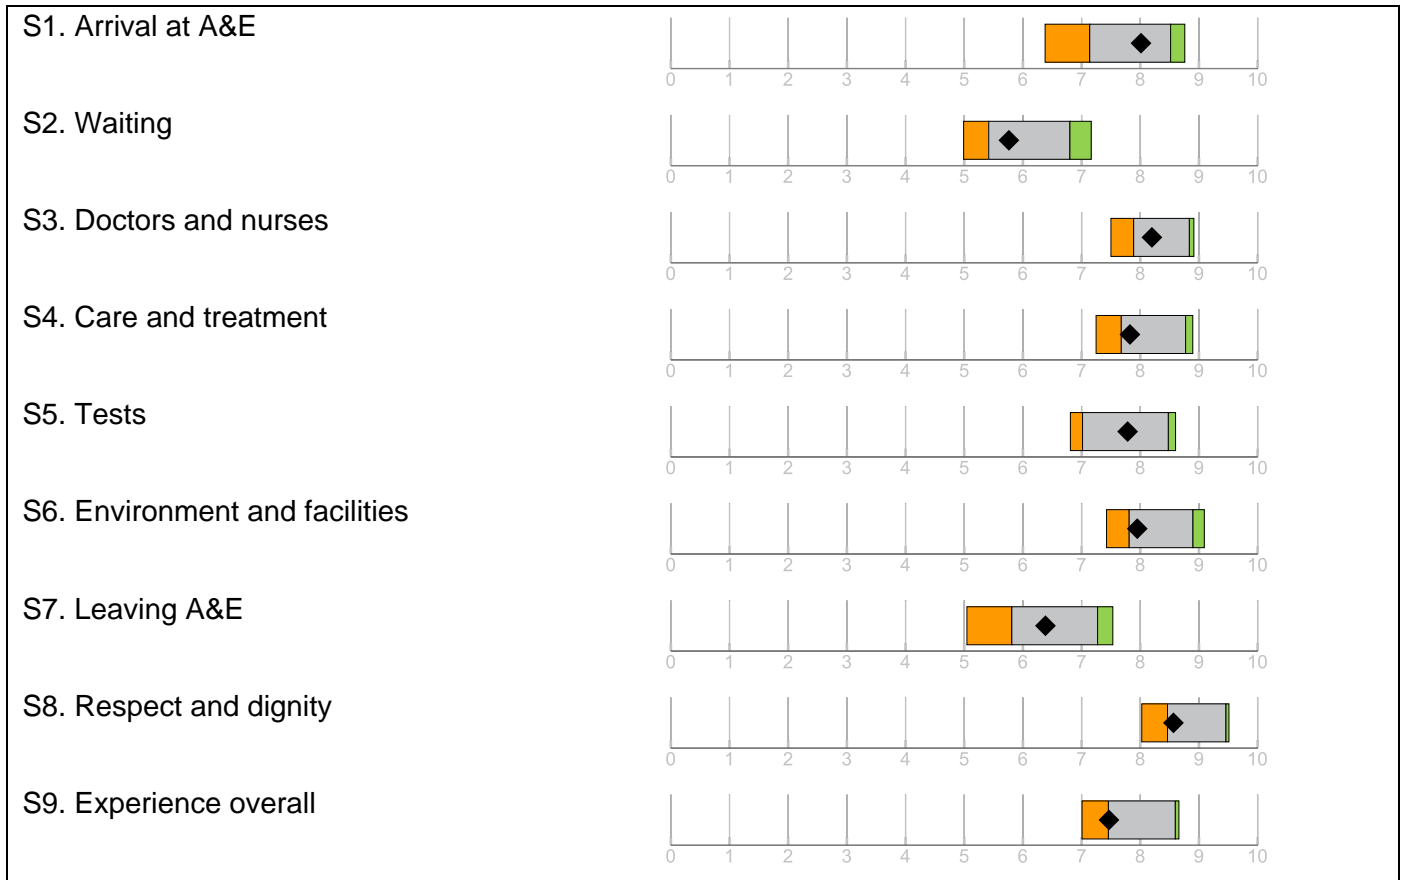 S1. Arrival at A&E
0 1 2 3 4 5 6 7 8 9 10
S2. Waiting
0 1 2 3 4 5 6 7 8 9 10
S3. Doctors and nurses
0 1 2 3 4 5 6 7 8 9 10
S4. Care and treatment
0 1 2 3 4 5 6 7 8 9 10
S5. Tests
0 1 2 3 4 5 6 7 8 9 10
S6. Environment and facilities
0 1 2 3 4 5 6 7 8 9 10
S7. Leaving A&E
0 1 2 3 4 5 6 7 8 9 10
S8. Respect and dignity
0 1 2 3 4 5 6 7 8 9 10
S9. Experience overall
0 1 2 3 4 5 6 7 8 9 10